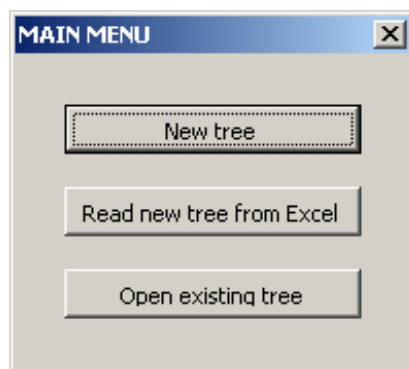 MAIN MENU
New tree
Read new tree from Excel
Open existing tree